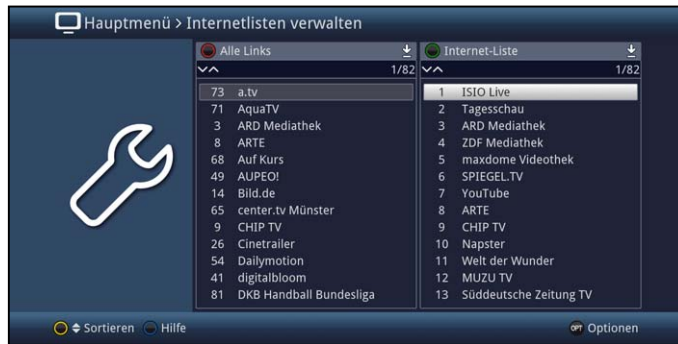 Hauptmenü > Internetlisten verwalten
Alle Links
1/82
73 a.tv
71 AquaTV
3 ARD Mediathek
8 ARTE
68 Auf Kurs
49 AUPEO!
14 Bild.de
65 center.tv Münster
9 CHIP TV
26 Cinetrailer
54 Dailymotion
41 digitalbloom
81 DKB Handball Bundesliga
Internet-Liste
1/82
1 ISIO Live
2 Tagesschau
3 ARD Mediathek
4 ZDF Mediathek
5 maxdome Videothek
6 SPIEGEL.TV
7 YouTube
8 ARTE
9 CHIP TV
10 Napster
11 Welt der Wunder
12 MUZU TV
13 Süddeutsche Zeitung TV
Sortieren Hilfe
OPT Optionen